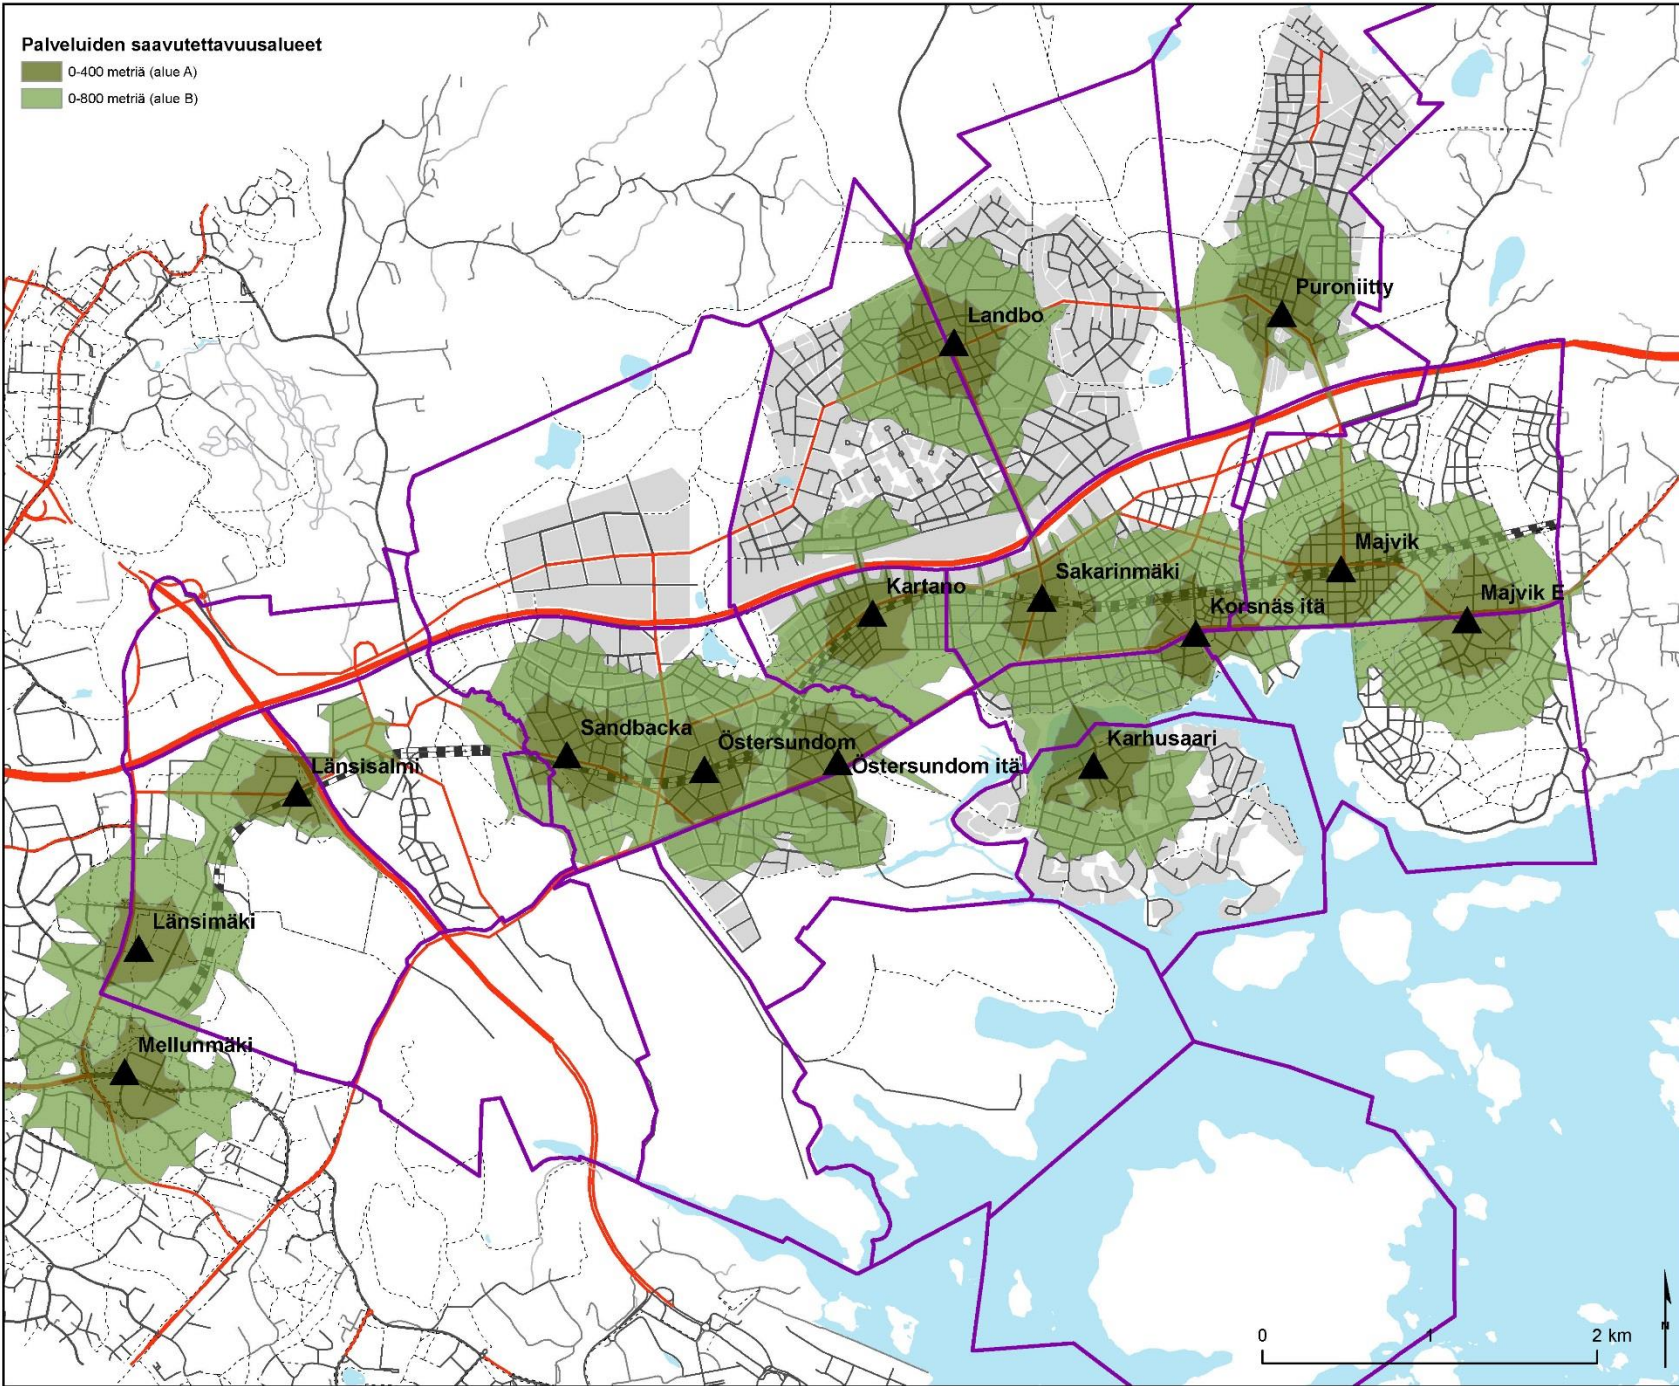 Palveluiden saavutettavuusalueet
0-400 metriä (alue A)
0-800 metriä (alue B)
Puroniitty
Landbo
Majvik
Sakarinmäki
Kartano
Majvik E
Korsnäs itä
Sandbacka
Östersundom
Karhusaari
Länsisalmi
Östersundom itä
Länsimäki
Mellunmäki
0 1 2 km
N